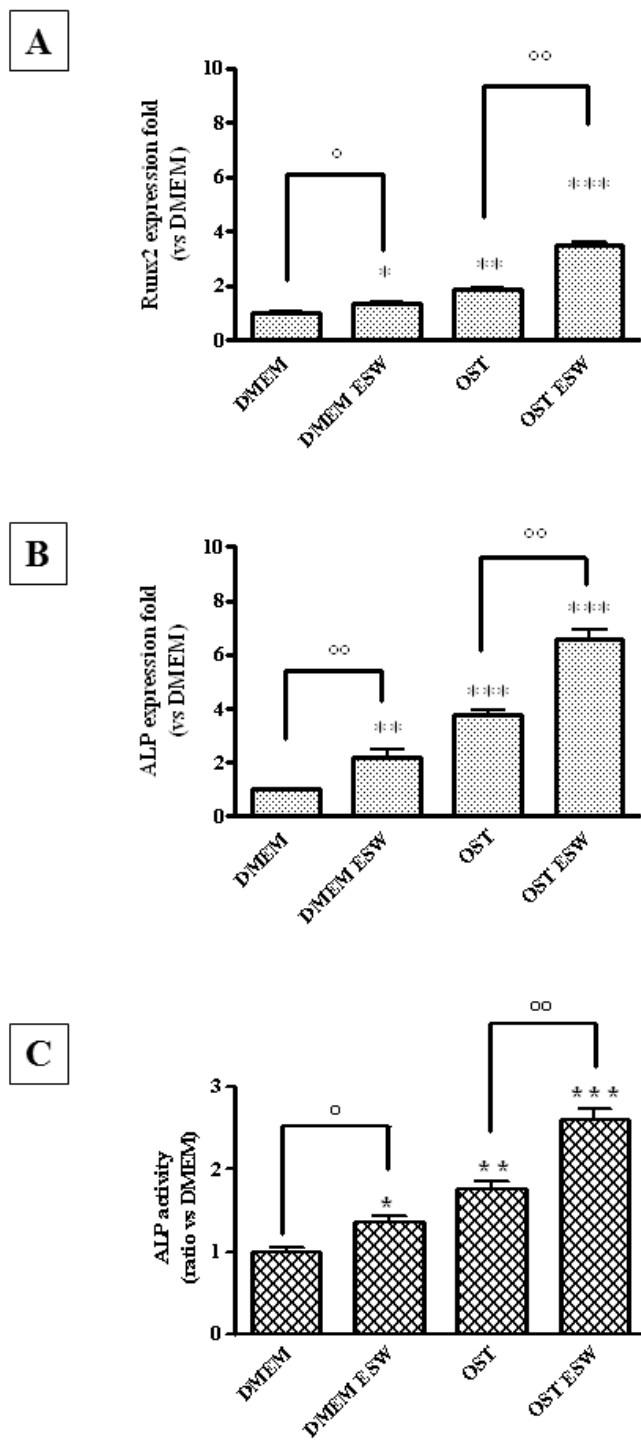 A
Runx2 expression fold
(vs DMEM)
10
8
6
4
2
0
°
°°
*
**
***
DMEM
DMEM ESW
OST
OST ESW
B
ALP expression fold
(vs DMEM)
10
8
6
4
2
0
°°
°°
**
***
***
DMEM
DMEM ESW
OST
OST ESW
C
ALP activity
(ratio vs DMEM)
3
2
1
0
°
°°
*
**
***
DMEM
DMEM ESW
OST
OST ESW